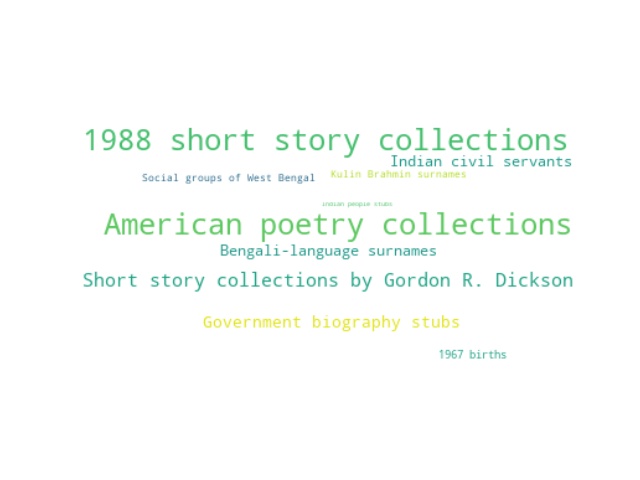 1988 short story collections
Indian civil servants
Social groups of West Bengal
Kulin Brahmin surnames
indian people stubs
American poetry collections
Bengali-language surnames
Short story collections by Gordon R. Dickson
Government biography stubs
1967 births